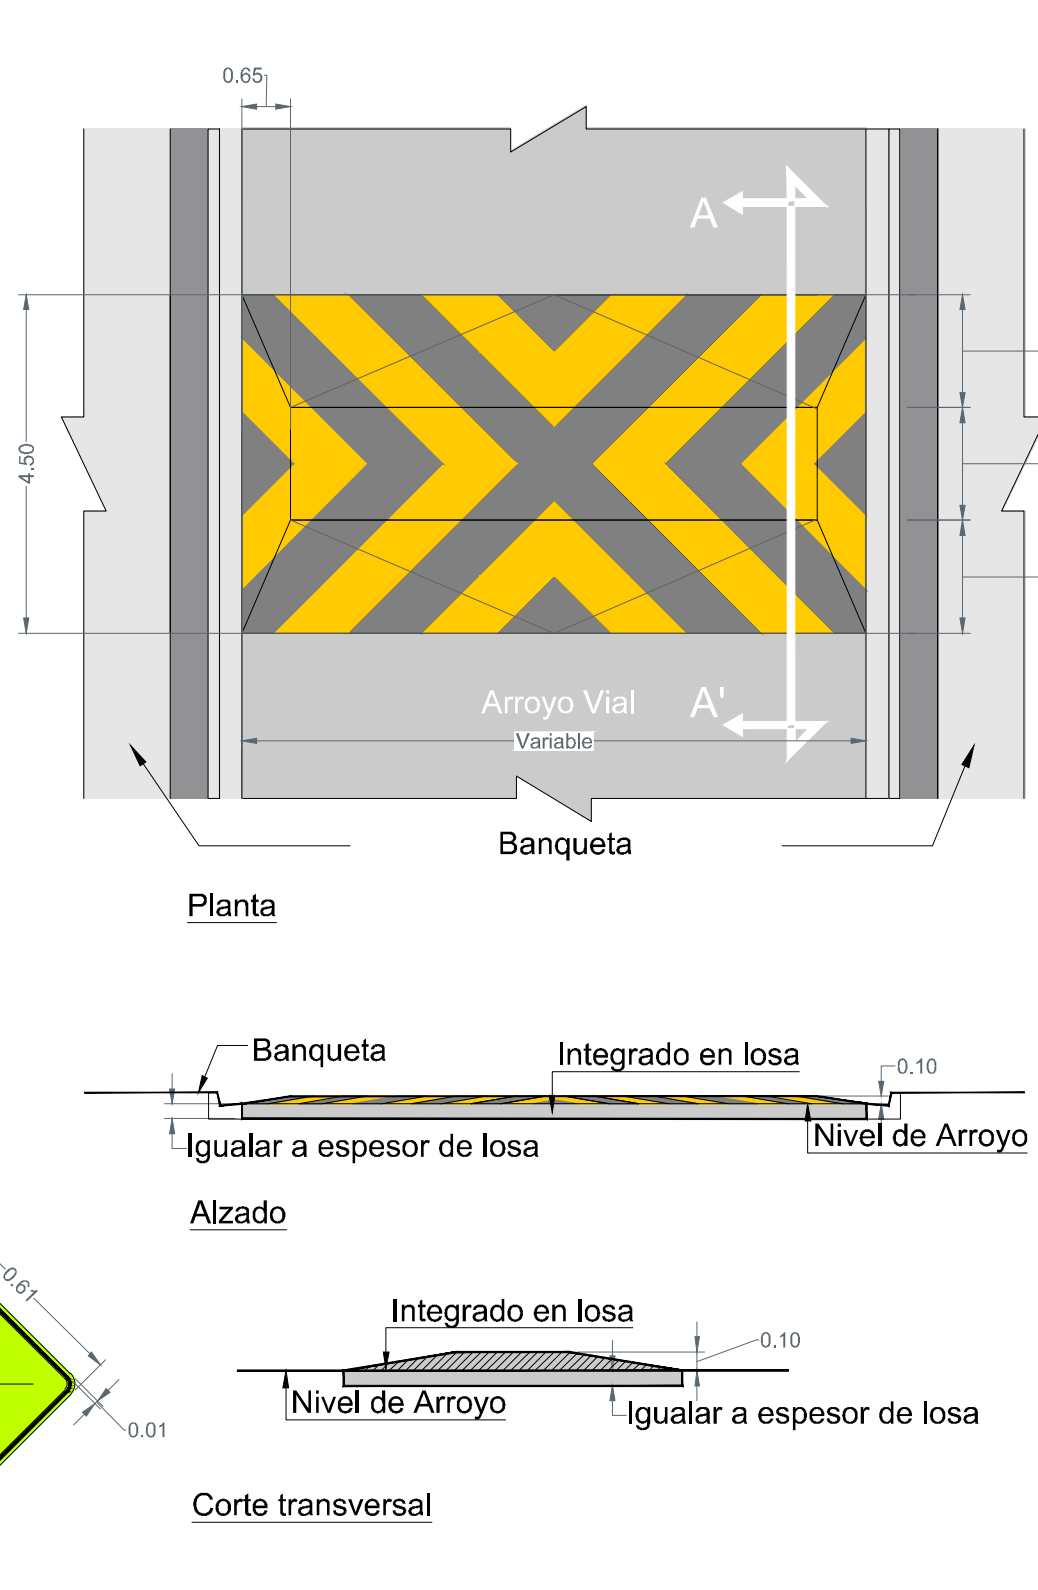 0.65
A
4.50
Arroyo Vial
A'
Variable
Banqueta
Planta
Banqueta
Integrado en losa
0.10
Igualar a espesor de losa
Nivel de Arroyo
Alzado
0.61
Integrado en losa
0.10
Nivel de Arroyo
Igualar a espesor de losa
0.01
Corte transversal